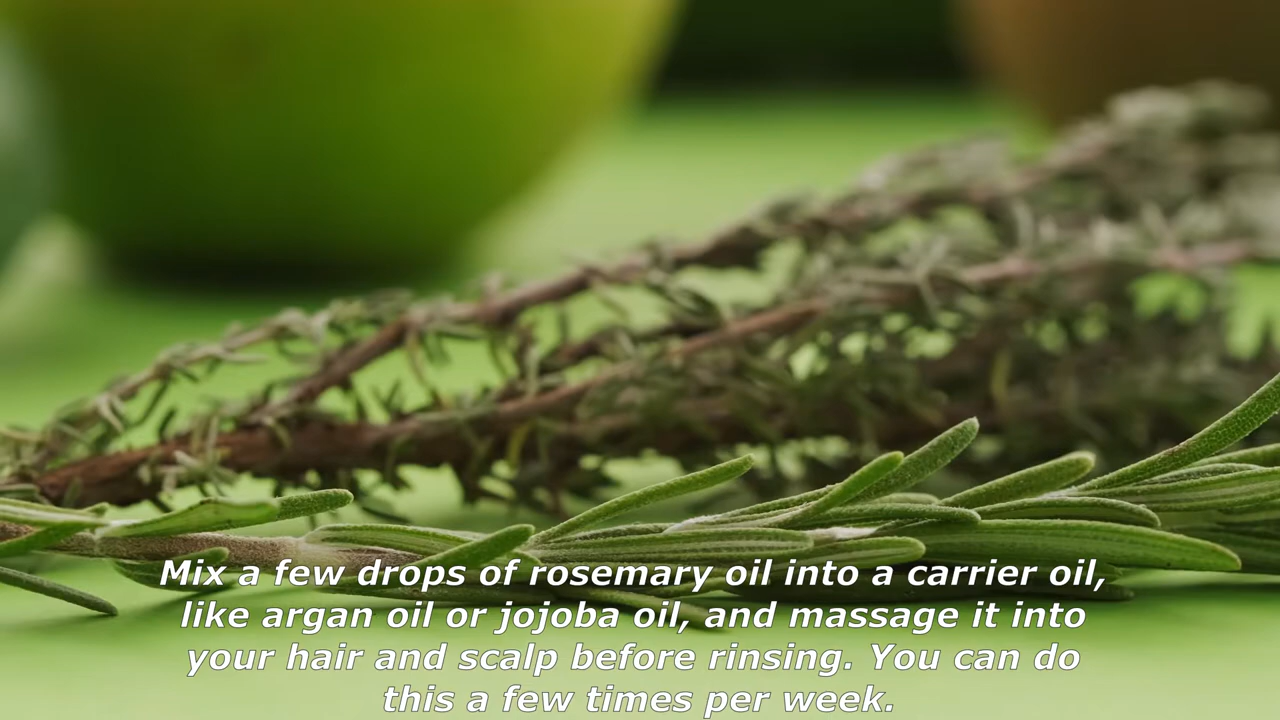 Mix a few drops of rosemary oil into a carrier oil,
like argan oil or jojoba oil, and massage it into
your hair and scalp before rinsing. You can do
this a few times per week.